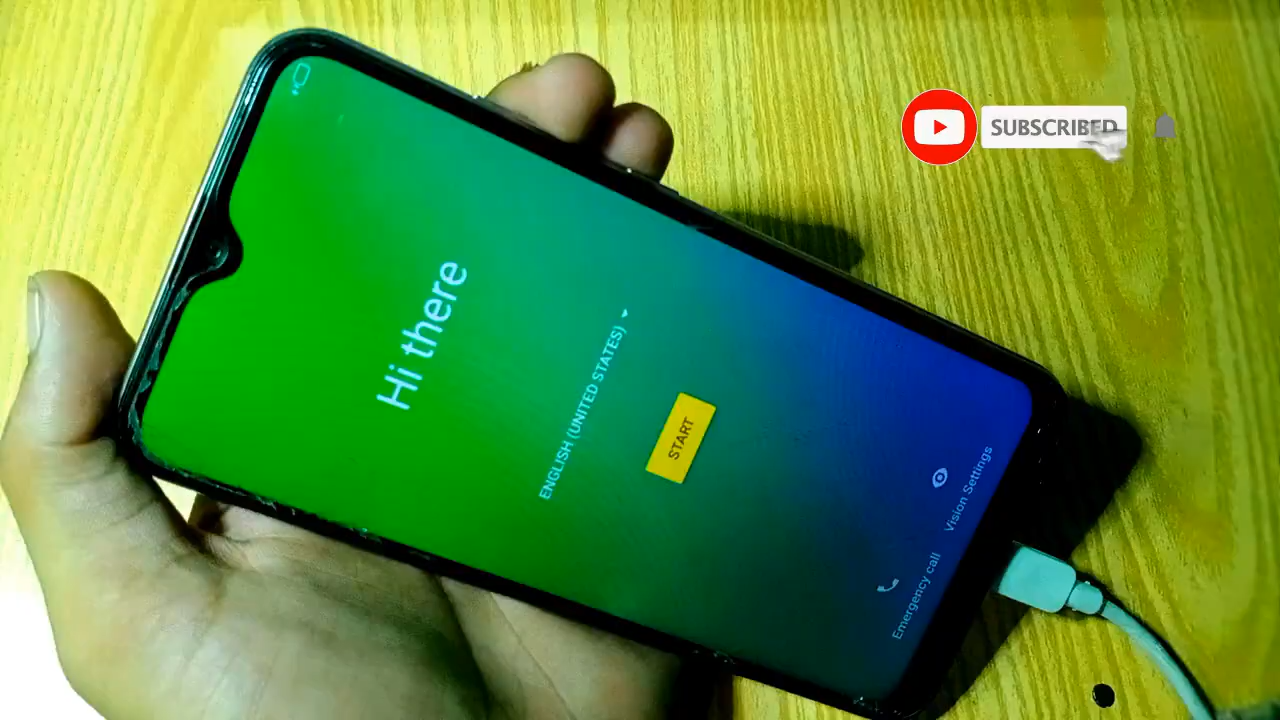 Hi there
ENGLISH (UNITED STATES)
START
Vision Settings
Emergency call
SUBSCRIBED